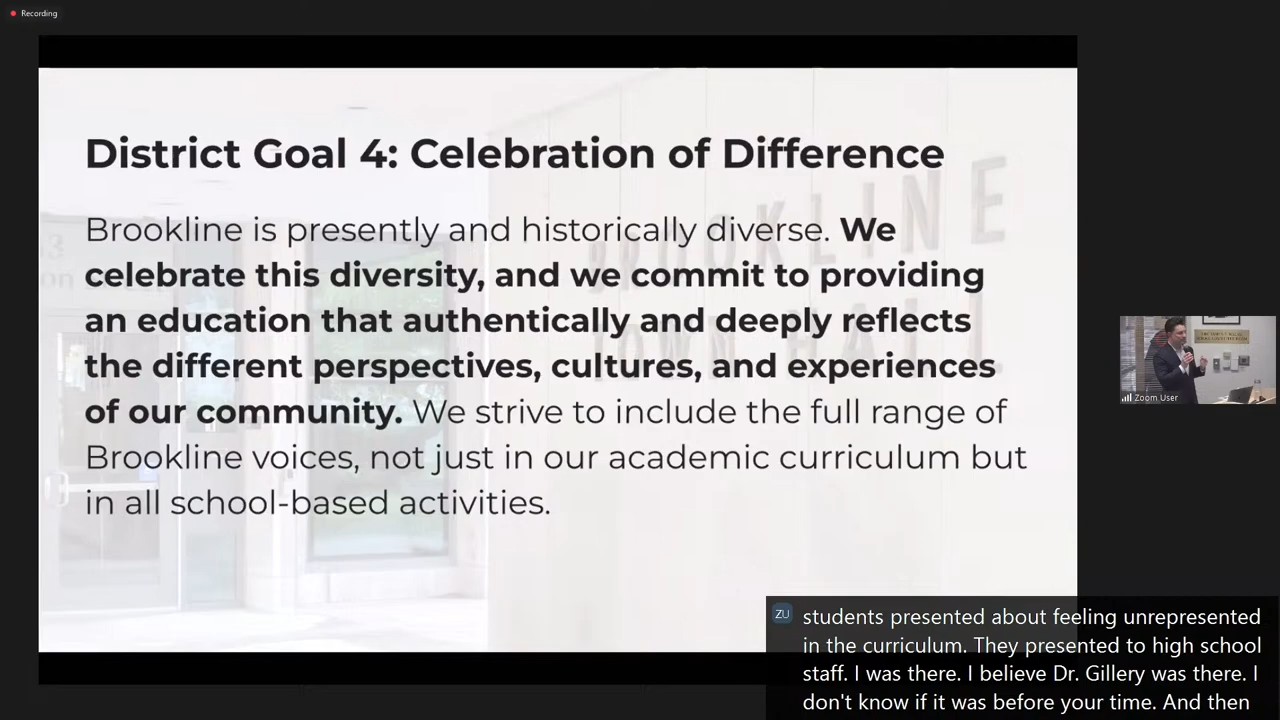 Recording
District Goal 4: Celebration of Difference
Brookline is presently and historically diverse. We
celebrate this diversity, and we commit to providing
an education that authentically and deeply reflects
the different perspectives, cultures, and experiences
of our community. We strive to include the full range of
Brookline voices, not just in our academic curriculum but
in all school-based activities.
BROOKLINE
TOWN HALL
Zoom User
ZU
students presented about feeling unrepresented
in the curriculum. They presented to high school
staff. I was there. I believe Dr. Gillery was there. I
don't know if it was before your time. And then